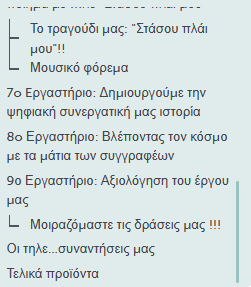 Το τραγούδι μας: "Στάσου πλάι
μου"!!
Μουσικό φόρεμα
7ο Εργαστήριο: Δημιουργούμε την
ψηφιακή συνεργατική μας ιστορία
8ο Εργαστήριο: Βλέποντας τον κόσμο
με τα μάτια των συγγραφέων
9ο Εργαστήριο: Αξιολόγηση του έργου
μας
Μοιραζόμαστε τις δράσεις μας !!!
Οι τηλε...συναντήσεις μας
Τελικά προϊόντα